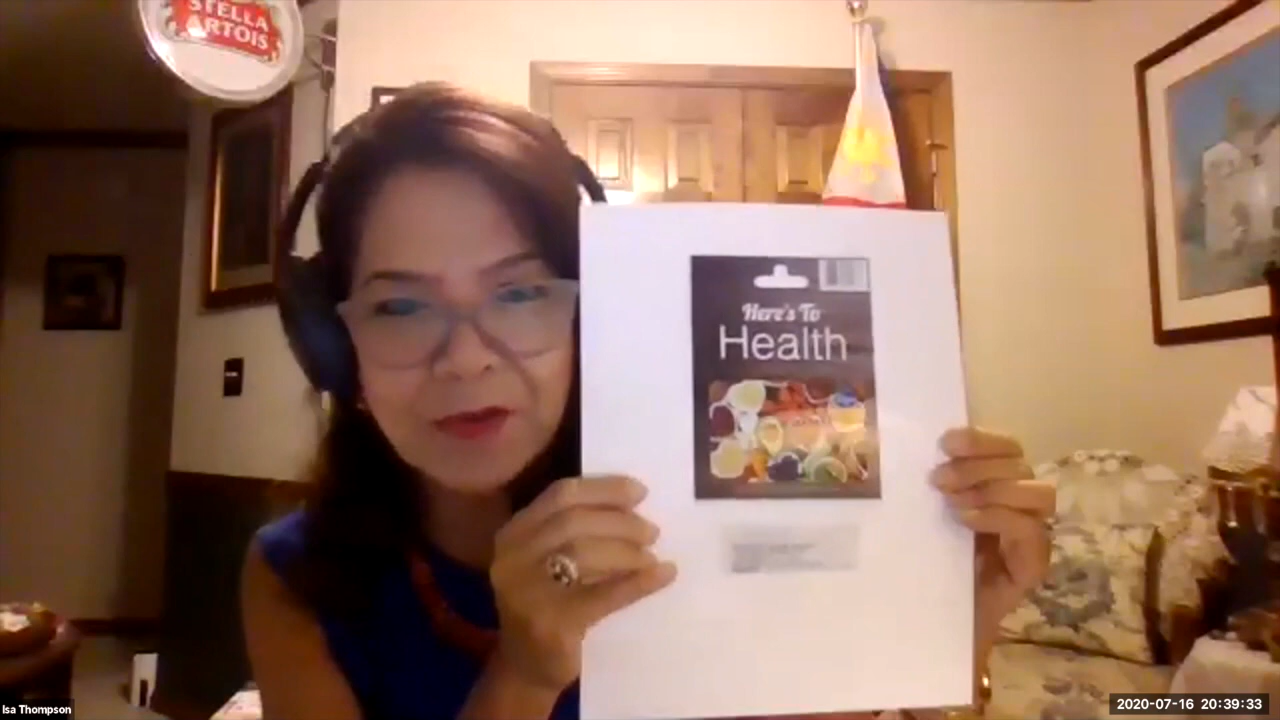 STELLA
ARTOIS
Here's To
Health
Isa Thompson
2020-07-16 20:39:33